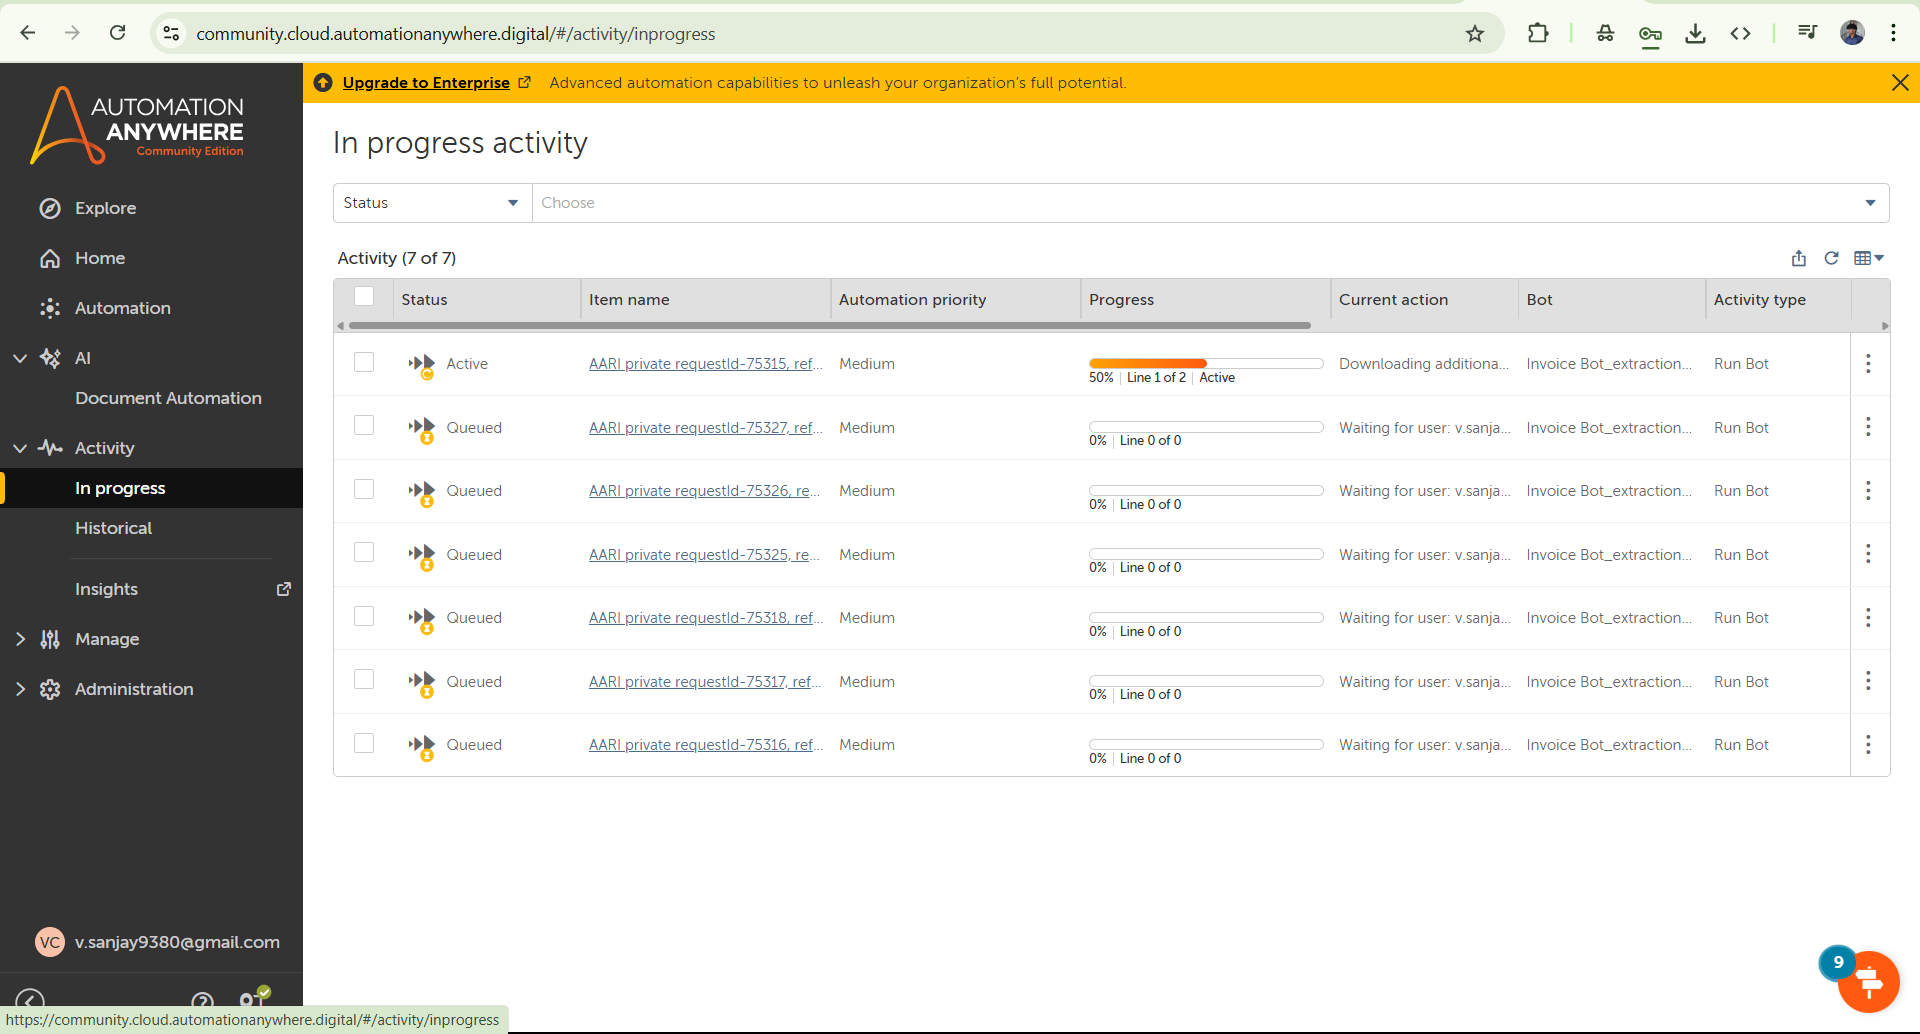 community.cloud.automationanywhere.digital/#/activity/inprogress
Upgrade to Enterprise Advanced automation capabilities to unleash your organization's full potential.
AUTOMATION
ANYWHERE
Community Edition
Explore
Home
Automation
AI
Document Automation
Activity
In progress
Historical
Insights
Manage
Administration
VC v.sanjay9380@gmail.com
In progress activity
Status Choose
Activity (7 of 7)
Status Item name Automation priority Progress Current action Bot Activity type
Active AARI private requestId-75315, ref... Medium 50% Line 1 of 2 Active Downloading additiona... Invoice Bot_extraction... Run Bot
Queued AARI private requestId-75327, ref... Medium 0% Line 0 of 0 Waiting for user: v.sanja... Invoice Bot_extraction... Run Bot
Queued AARI private requestId-75326, re... Medium 0% Line 0 of 0 Waiting for user: v.sanja... Invoice Bot_extraction... Run Bot
Queued AARI private requestId-75325, re... Medium 0% Line 0 of 0 Waiting for user: v.sanja... Invoice Bot_extraction... Run Bot
Queued AARI private requestId-75318, ref... Medium 0% Line 0 of 0 Waiting for user: v.sanja... Invoice Bot_extraction... Run Bot
Queued AARI private requestId-75317, ref... Medium 0% Line 0 of 0 Waiting for user: v.sanja... Invoice Bot_extraction... Run Bot
Queued AARI private requestId-75316, ref... Medium 0% Line 0 of 0 Waiting for user: v.sanja... Invoice Bot_extraction... Run Bot
9
https://community.cloud.automationanywhere.digital/#/activity/inprogress